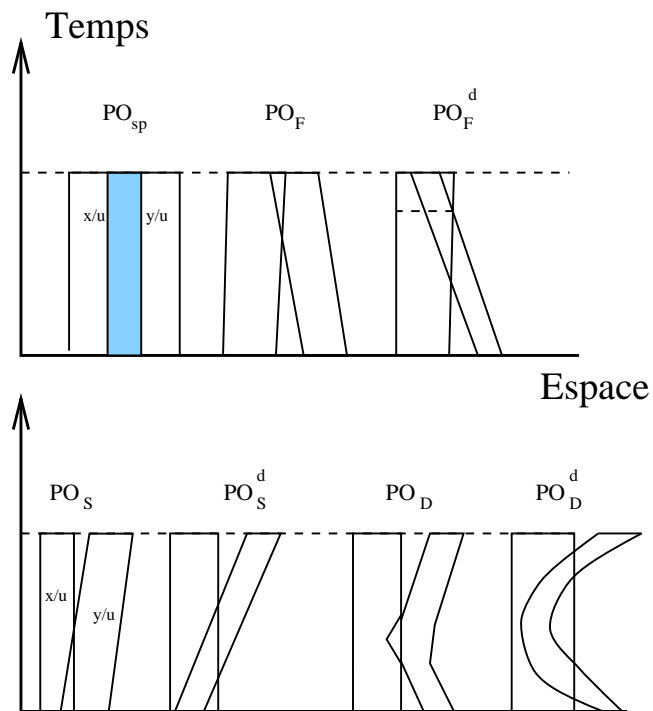 Temps
PO_sp PO_F PO_F^d
x/u y/u
Espace
PO_S PO_S^d PO_D PO_D^d
x/u
y/u